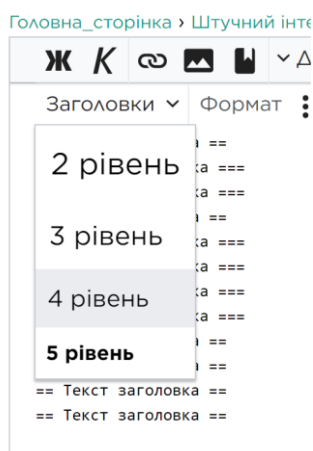 Головна_сторінка › Штучний інте
Ж К
Заголовки Формат
2 рівень
3 рівень
4 рівень
5 рівень
==
===
===
==
===
===
===
===
==
==
== Текст заголовка ==
== Текст заголовка ==